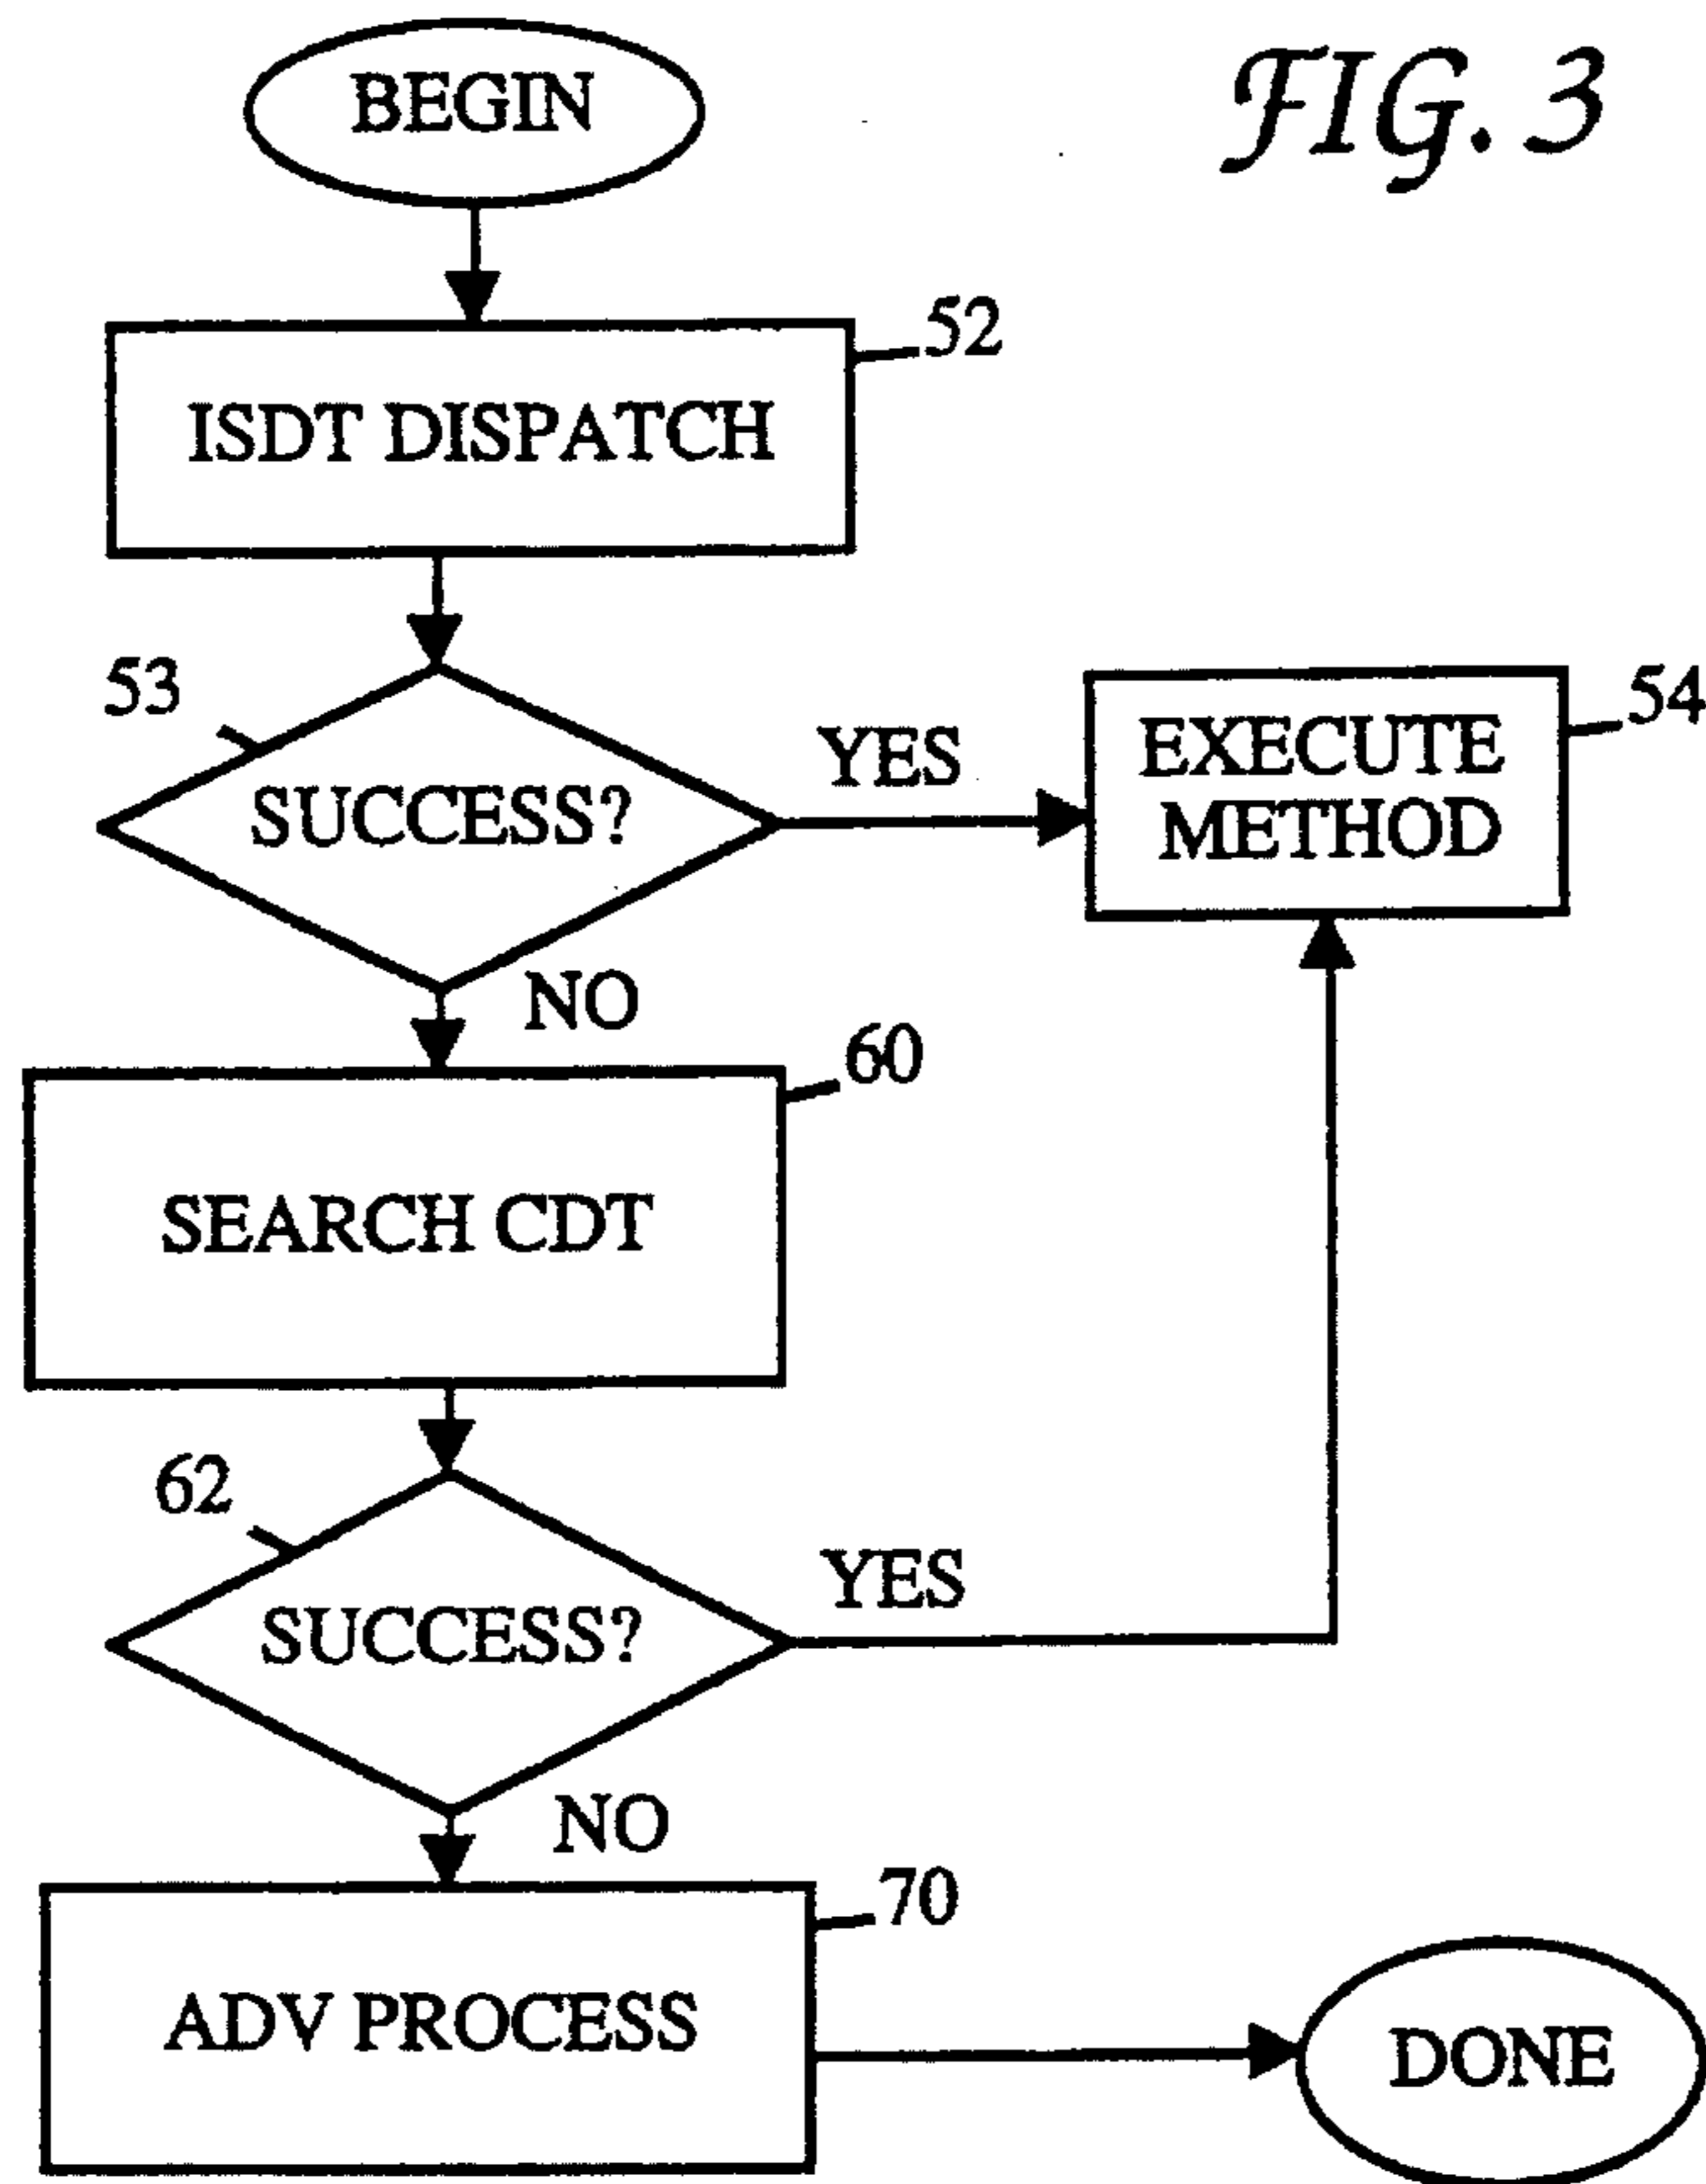 BEGIN
FIG. 3
52
ISDT DISPATCH
53
SUCCESS?
YES
EXECUTE
METHOD
54
NO
60
SEARCH CDT
62
SUCCESS?
YES
NO
70
ADV PROCESS
DONE